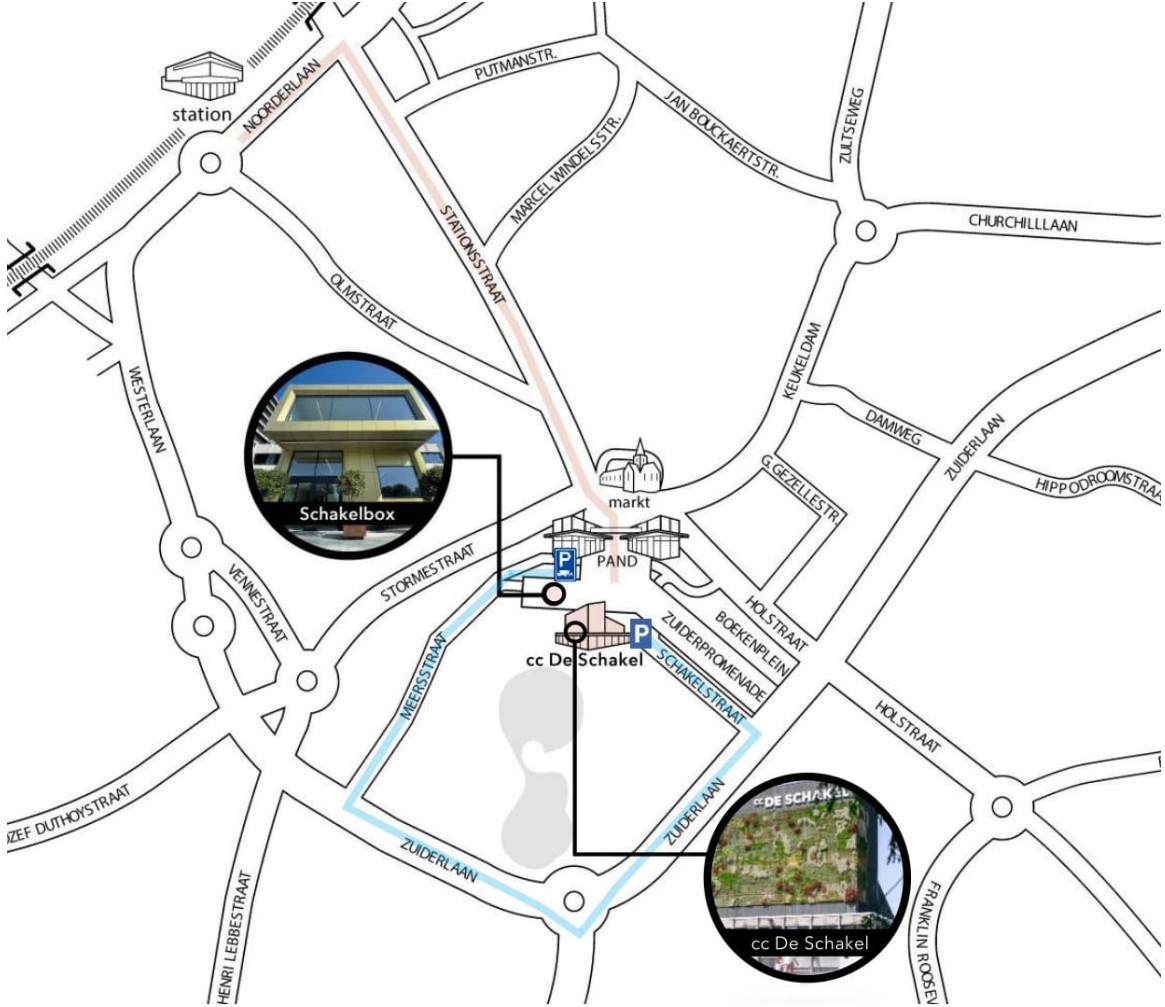 station
NOORDERLAAN
PUTMANSTR.
JAN BOUCKAERTSTR.
ZULTSEWEG
MARCEL WINDELSSTR.
STATIONSSTRAAT
CHURCHILLLAAN
OLMSTRAAT
WESTERLAAN
KEUKELDAM
DAMWEG
ZUIDERLAAN
HIPPODROOMSTRAA
G.GEZELLESTR.
Schakelbox
markt
PAND
P
STORMESTRAAT
VENNESTRAAT
HOLSTRAAT
BOEKENPLEIN
ZUIDERPROMENADE
P
SCHAKELSTRAAT
cc De Schakel
MEERSSTRAAT
HOLSTRAAT
OZEF DUTHOYSTRAAT
ZUIDERLAAN
ZUIDERLAAN
cc DE SCHAKEL
cc De Schakel
HENRI LEBBESTRAAT
FRANKLIN ROOSEV